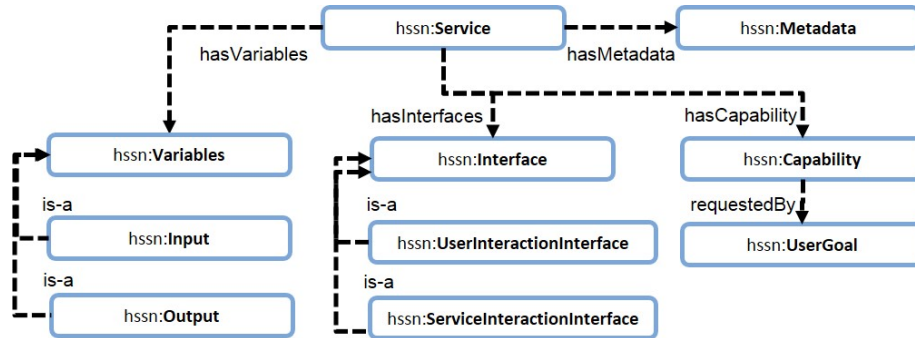 hssn:Service
hssn:Metadata
hasVariables
hasMetadata
hasInterfaces
hasCapability
hssn:Variables
hssn:Interface
hssn:Capability
is-a
is-a
requestedBy
hssn:Input
hssn:UserInteractionInterface
hssn:UserGoal
is-a
is-a
hssn:Output
hssn:ServiceInteractionInterface